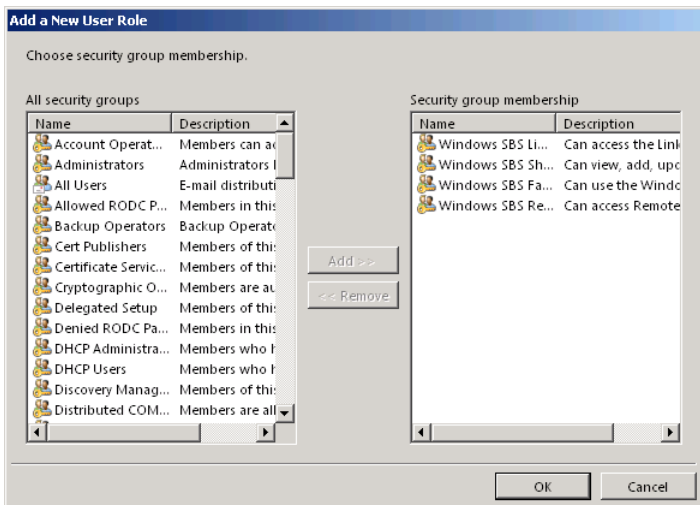 Add a New User Role
Choose security group membership.
All security groups
Name Description
Account Operat... Members can ac
Administrators Administrators
All Users E-mail distributi
Allowed RODC P... Members in this
Backup Operators Backup Operato
Cert Publishers Members of this
Certificate Servic... Members of this
Cryptographic O... Members are au
Delegated Setup Members of this
Denied RODC Pa... Members in this
DHCP Administra... Members who h
DHCP Users Members who h
Discovery Manag... Members of this
Distributed COM... Members are all
Add >>
<< Remove
Security group membership
Name Description
Windows SBS Li... Can access the Link
Windows SBS Sh... Can view, add, upd
Windows SBS Fa... Can use the Windo
Windows SBS Re... Can access Remote
OK Cancel